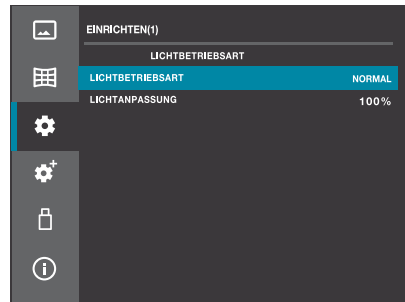 EINRICHTEN(1)
LICHTBETRIEBSART
LICHTBETRIEBSART NORMAL
LICHTANPASSUNG 100%